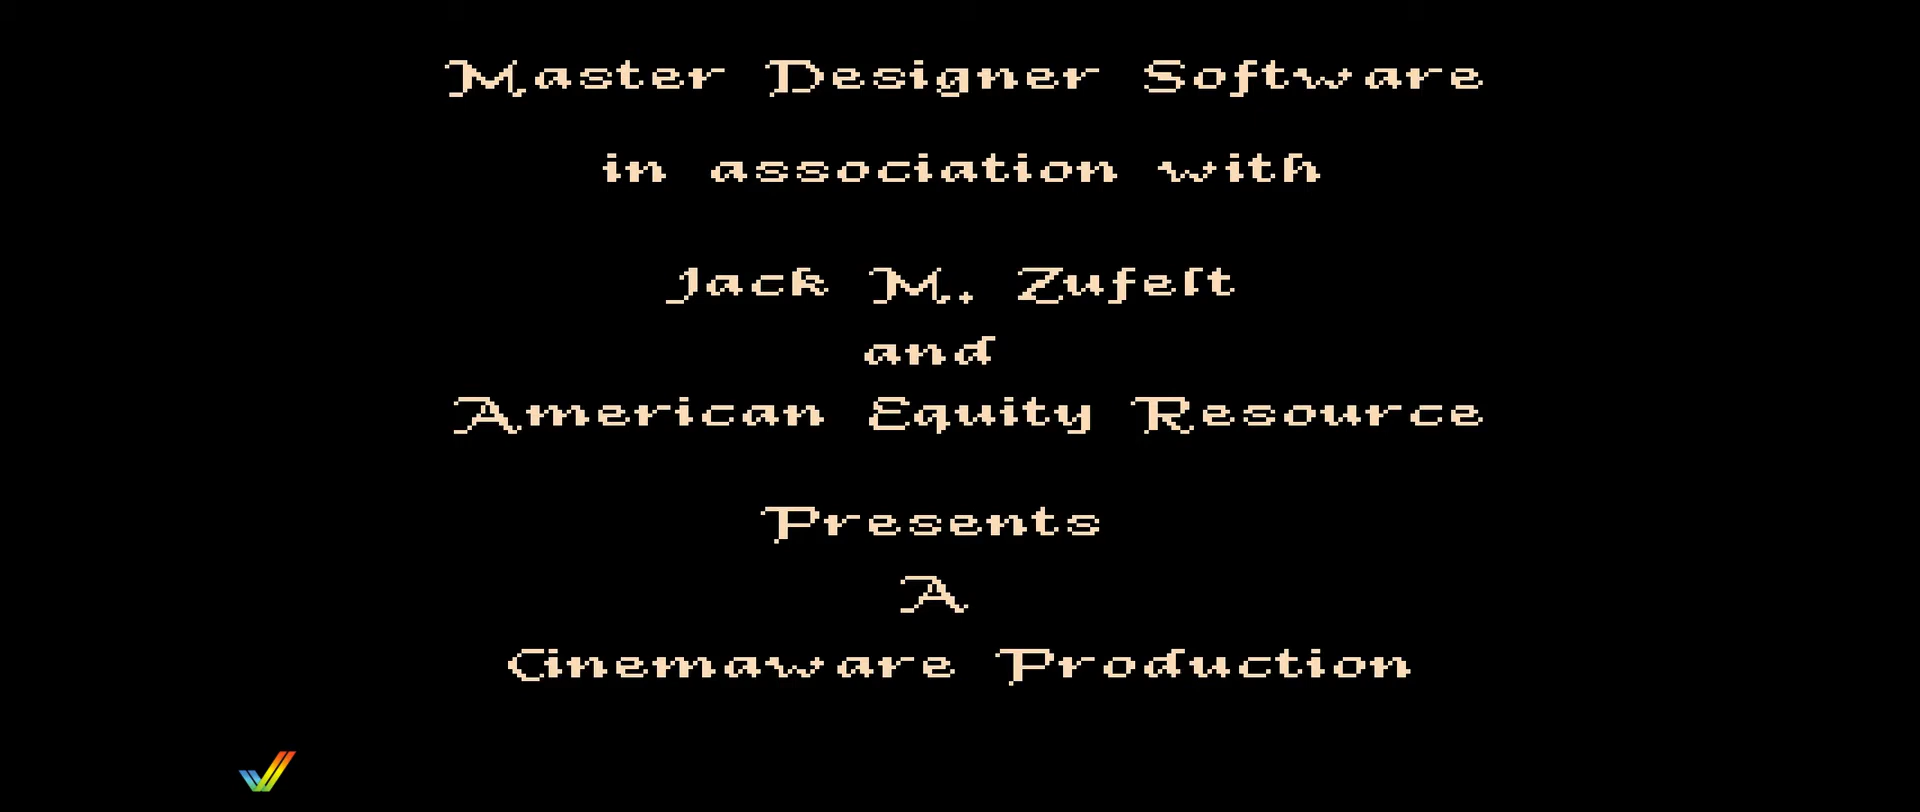 Master Designer Software
in association with
Jack M. Zufelt
and
American Equity Resource
Presents
A
Cinemaware Production